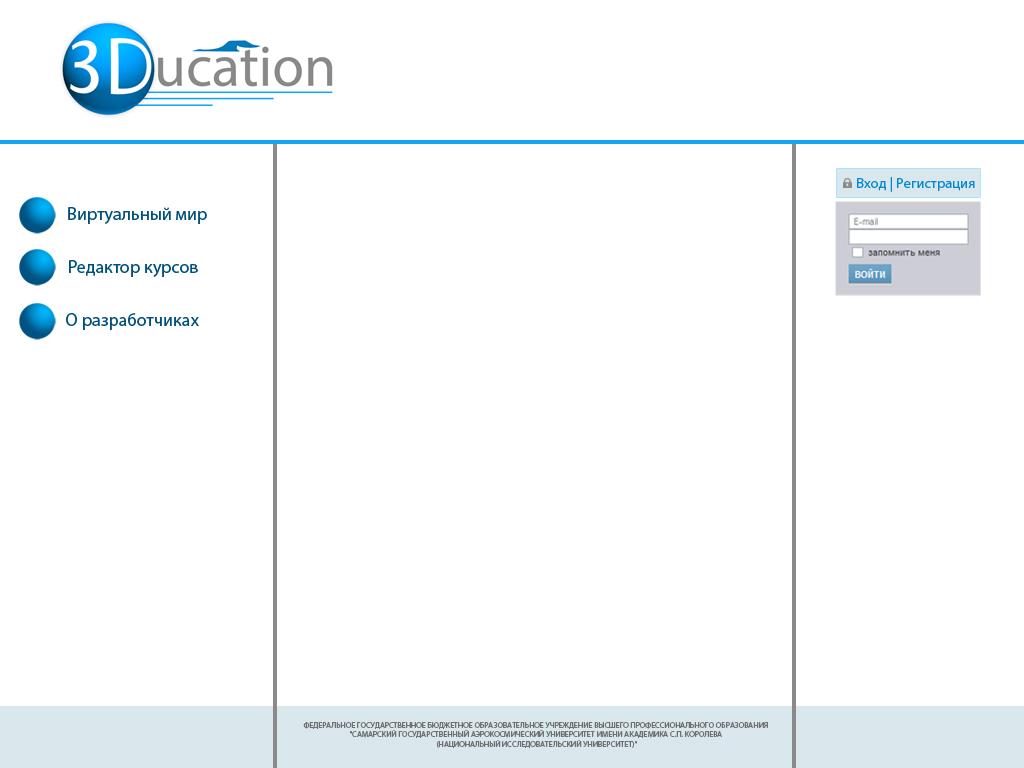 3Ducation
Виртуальный мир
Редактор курсов
О разработчиках
Вход | Регистрация
E-mail
запомнить меня
ВОЙТИ
ФЕДЕРАЛЬНОЕ ГОСУДАРСТВЕННОЕ БЮДЖЕТНОЕ ОБРАЗОВАТЕЛЬНОЕ УЧРЕЖДЕНИЕ ВЫСШЕГО ПРОФЕССИОНАЛЬНОГО ОБРАЗОВАНИЯ
"САМАРСКИЙ ГОСУДАРСТВЕННЫЙ АЭРОКОСМИЧЕСКИЙ УНИВЕРСИТЕТ ИМЕНИ АКАДЕМИКА С.П. КОРОЛЕВА
(НАЦИОНАЛЬНЫЙ ИССЛЕДОВАТЕЛЬСКИЙ УНИВЕРСИТЕТ)"